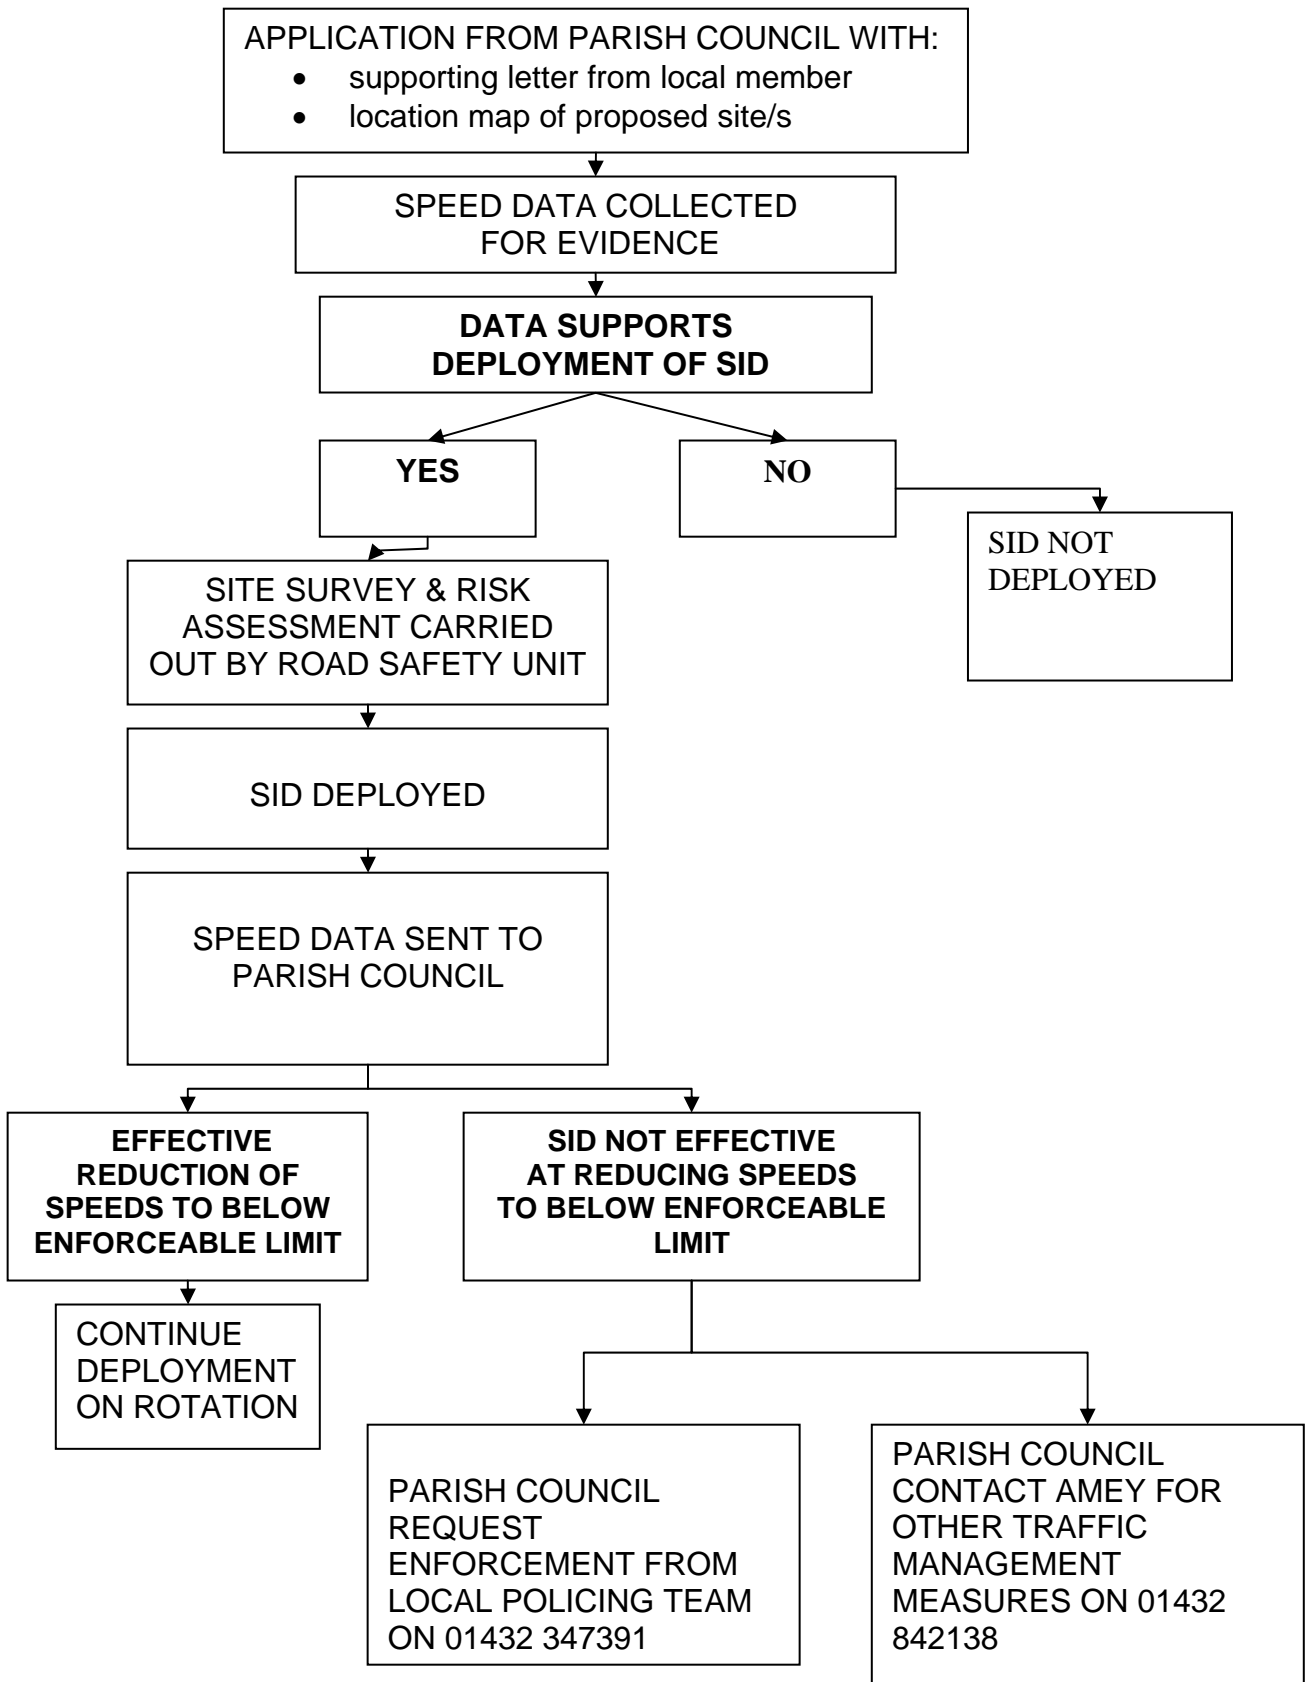 APPLICATION FROM PARISH COUNCIL WITH:
• supporting letter from local member
• location map of proposed site/s
SPEED DATA COLLECTED
FOR EVIDENCE
DATA SUPPORTS
DEPLOYMENT OF SID
YES
NO
SID NOT
DEPLOYED
SITE SURVEY & RISK
ASSESSMENT CARRIED
OUT BY ROAD SAFETY UNIT
SID DEPLOYED
SPEED DATA SENT TO
PARISH COUNCIL
EFFECTIVE
REDUCTION OF
SPEEDS TO BELOW
ENFORCEABLE LIMIT
SID NOT EFFECTIVE
AT REDUCING SPEEDS
TO BELOW ENFORCEABLE
LIMIT
CONTINUE
DEPLOYMENT
ON ROTATION
PARISH COUNCIL
REQUEST
ENFORCEMENT FROM
LOCAL POLICING TEAM
ON 01432 347391
PARISH COUNCIL
CONTACT AMEY FOR
OTHER TRAFFIC
MANAGEMENT
MEASURES ON 01432
842138